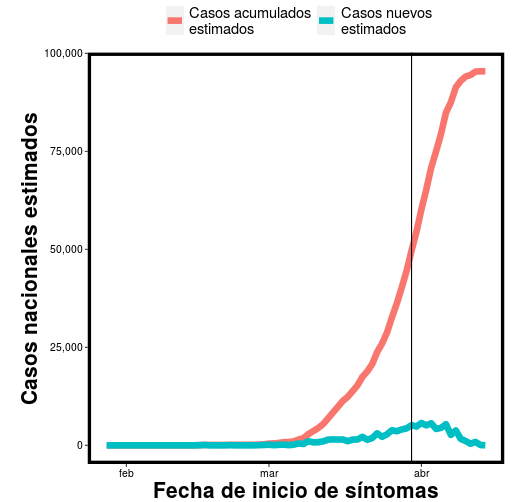 Casos acumulados
estimados
Casos nuevos
estimados
Casos nacionales estimados
100,000
75,000
50,000
25,000
0
feb
mar
abr
Fecha de inicio de síntomas